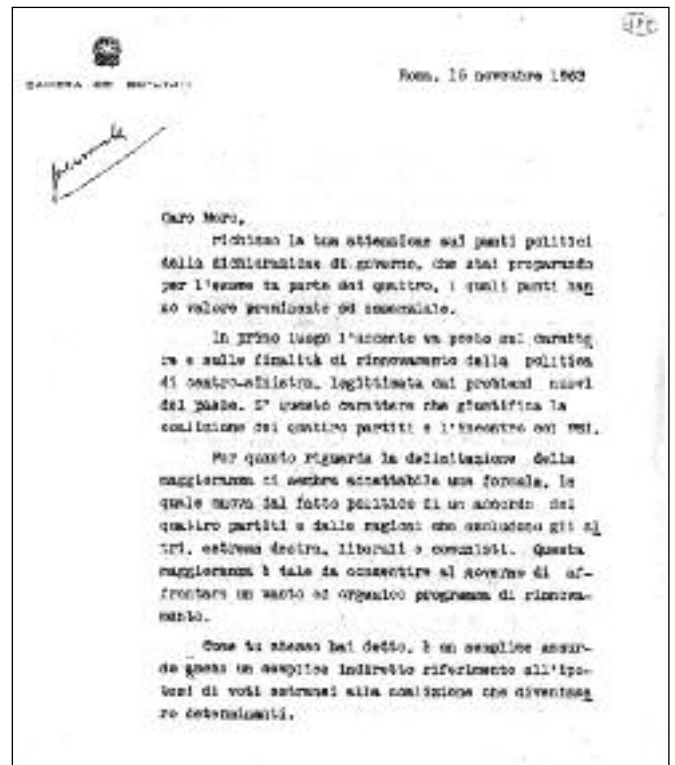 CAMERA DEI DEPUTATI
Roma, 16 novembre 1963
personale
Caro Moro,
richiamo la tua attenzione sui punti politici
della dichiarazione di governo, che stai preparando
per l'esame da parte dei quattro, i quali punti han
no valore preminente ed essenziale.
In primo luogo l'accento va posto sul caratte
re e sulle finalità di rinnovamento della politica
di centro-sinistra, legittimata dai problemi nuovi
del paese. E' questo carattere che giustifica la
coalizione dei quattro partiti e l'incontro col PSI.
Per quanto riguarda la delimitazione della
maggioranza ci sembra accettabile una formula, la
quale muova dal fatto politico di un accordo dei
quattro partiti e dalle ragioni che escludono gli al
tri, estrema destra, liberali e comunisti. Questa
maggioranza è tale da consentire al governo di af-
frontare un vasto ed organico programma di rinnova-
mento.
Come tu stesso hai detto, è un semplice assur-
do anche un semplice indiretto riferimento all'ipo-
tesi di voti estranei alla coalizione che divenisse
ro determinanti.